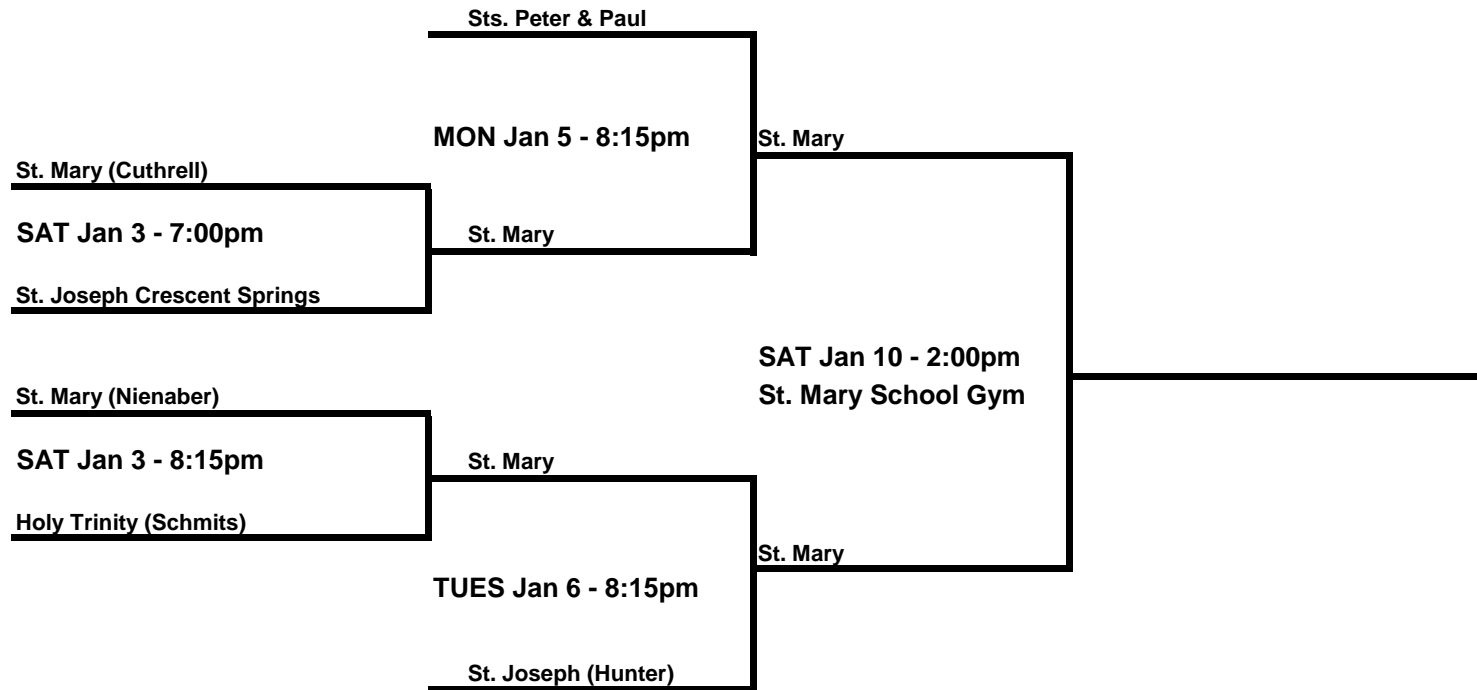 Sts. Peter & Paul
MON Jan 5 - 8:15pm
St. Mary
St. Mary (Cuthrell)
SAT Jan 3 - 7:00pm
St. Mary
St. Joseph Crescent Springs
SAT Jan 10 - 2:00pm
St. Mary School Gym
St. Mary (Nienaber)
SAT Jan 3 - 8:15pm
St. Mary
Holy Trinity (Schmits)
St. Mary
TUES Jan 6 - 8:15pm
St. Joseph (Hunter)